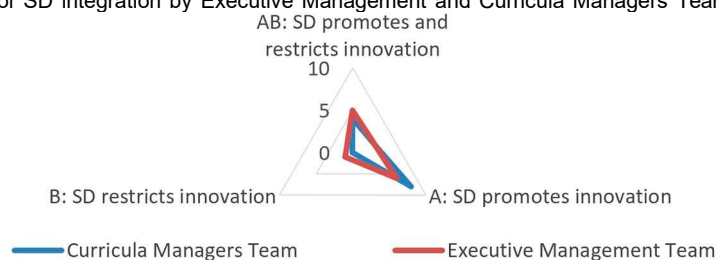 or SD integration by Executive Management and Curricula Managers Team
AB: SD promotes and
restricts innovation
10
5
0
B: SD restricts innovation
A: SD promotes innovation
Curricula Managers Team
Executive Management Team